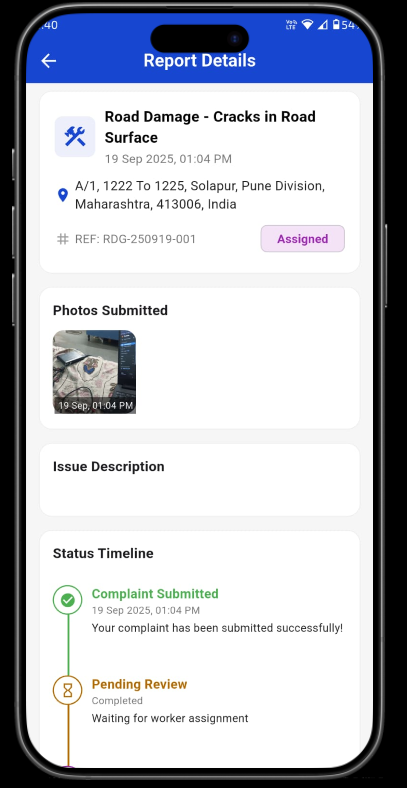 :40
Vo%
LTE
54
Report Details
Road Damage - Cracks in Road
Surface
19 Sep 2025, 01:04 PM
A/1, 1222 To 1225, Solapur, Pune Division,
Maharashtra, 413006, India
REF: RDG-250919-001
Assigned
Photos Submitted
19 Sep, 01:04 PM
Issue Description
Status Timeline
Complaint Submitted
19 Sep 2025, 01:04 PM
Your complaint has been submitted successfully!
Pending Review
Completed
Waiting for worker assignment